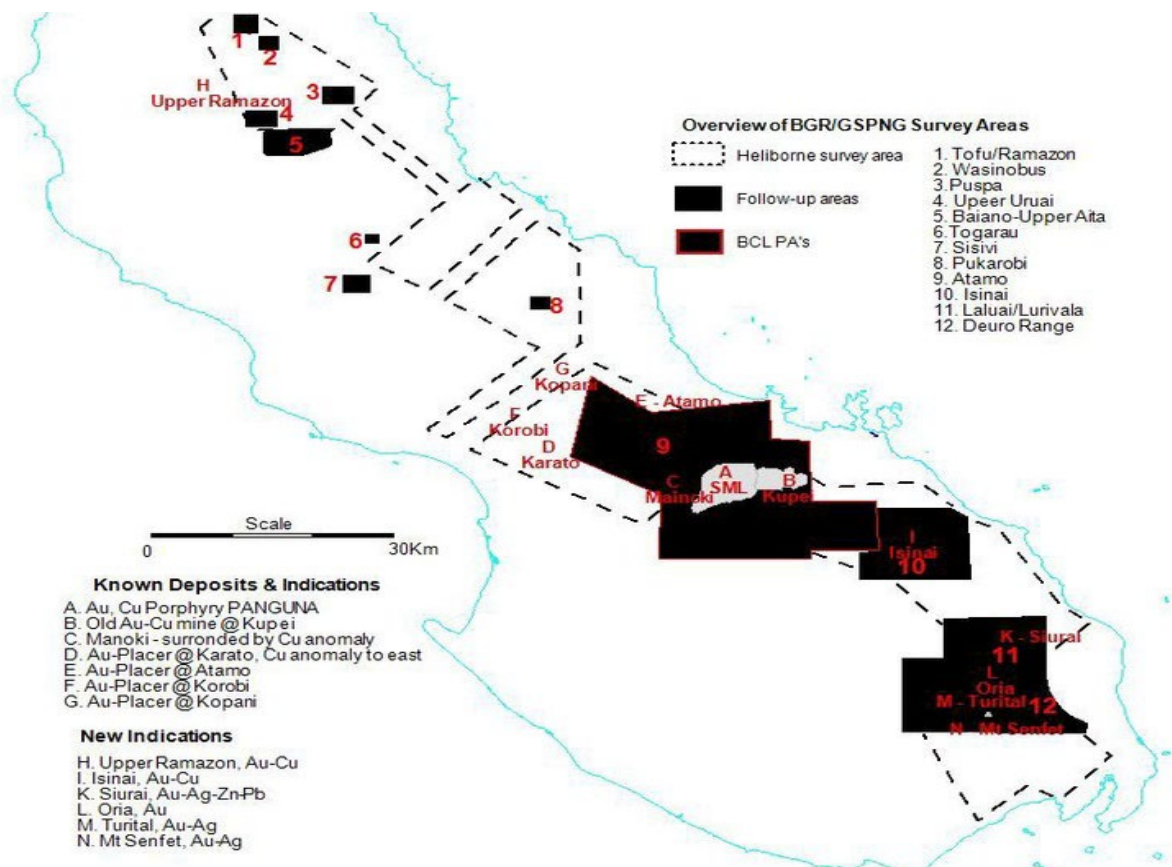 1
2
H
Upper Ramazon
3
4
5
6
7
8
Overview of BGR/GSPNG Survey Areas
Heliborne survey area
Follow-up areas
BCL PA's
1. Tofu/Ramazon
2. Wasinobus
3. Puspa
4. Upeer Uruai
5. Baiano-Upper Aita
6. Togarau
7. Sisivi
8. Pukarobi
9. Atamo
10. Isinai
11. Laluai/Lurivala
12. Deuro Range
G
Kopani
E - Atamo
F
Korobi
9
D
Karato
A
SML
B
Kupei
C
Mainoki
I
Isinai
10
K - Siurai
11
L
Oria
M - Turital
12
N - Mt Senfet
Scale
0
30Km
Known Deposits & Indications
A. Au, Cu Porphyry PANGUNA
B. Old Au-Cu mine @ Kupei
C. Manoki - surronded by Cu anomaly
D. Au-Placer @ Karato, Cu anomaly to east
E. Au-Placer @ Atamo
F. Au-Placer @ Korobi
G. Au-Placer @ Kopani
New Indications
H. Upper Ramazon, Au-Cu
I. Isinai, Au-Cu
K. Siurai, Au-Ag-Zn-Pb
L. Oria, Au
M. Turital, Au-Ag
N. Mt Senfet, Au-Ag